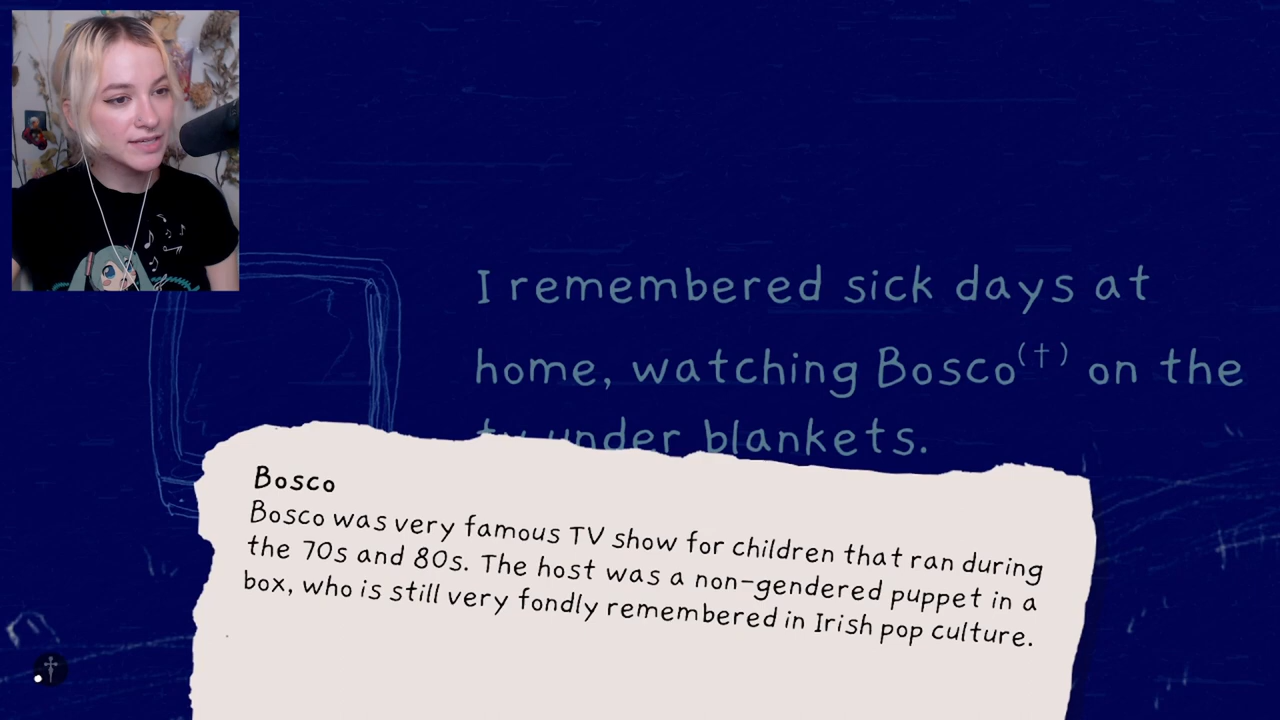 I remembered sick days at
home, watching Bosco(†) on the
tv under blankets.
Bosco
Bosco was very famous TV show for children that ran during
the 70s and 80s. The host was a non-gendered puppet in a
box, who is still very fondly remembered in Irish pop culture.